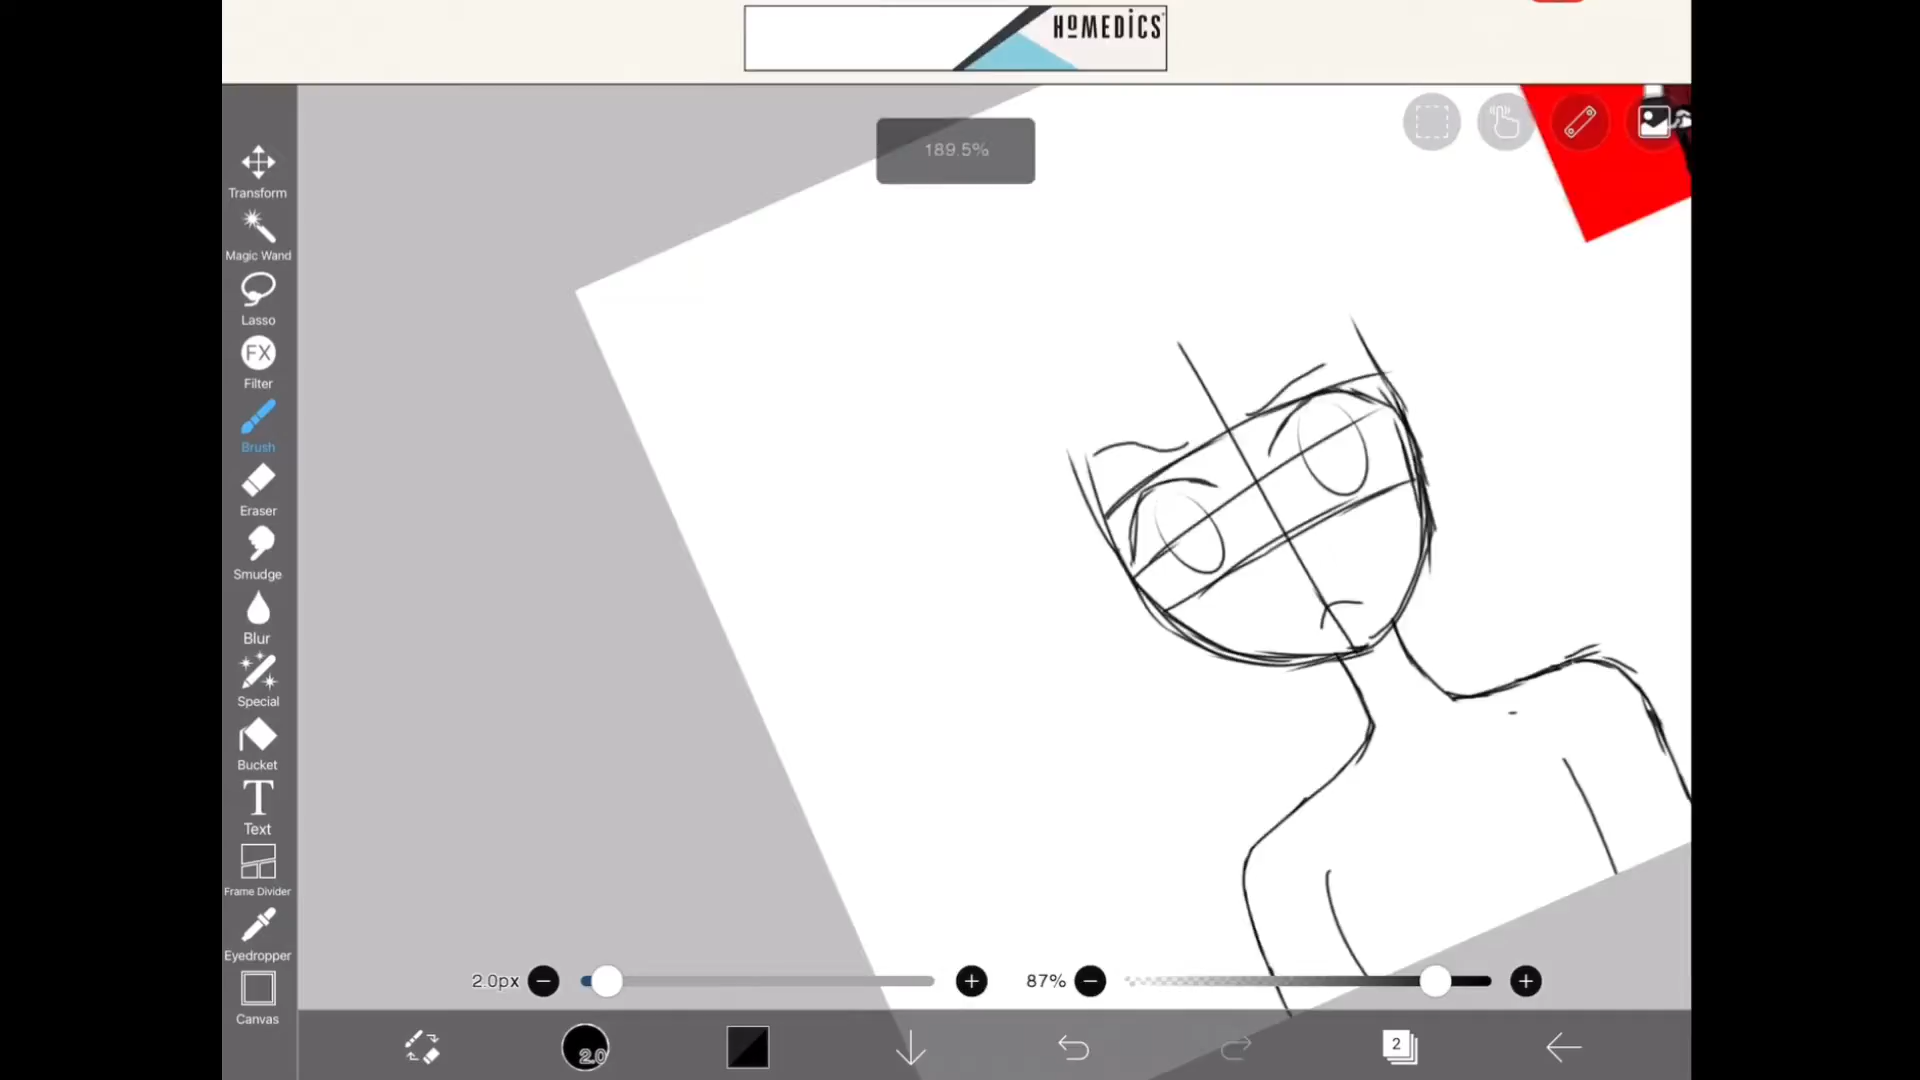 HoMEDiCS
189.5%
Transform
Magic Wand
Lasso
FX
Filter
Brush
Eraser
Smudge
Blur
Special
Bucket
T
Text
Frame Divider
Eyedropper
Canvas
2.0px
87%
2.0
2